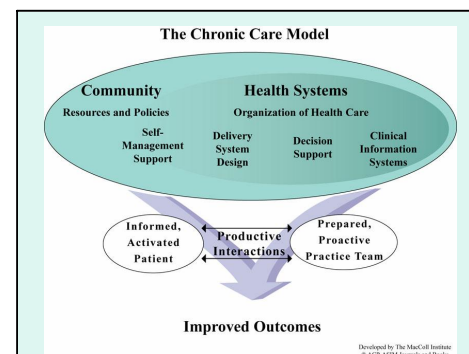 The Chronic Care Model
Community
Health Systems
Resources and Policies
Organization of Health Care
Self-
Management
Support
Delivery
System
Design
Decision
Support
Clinical
Information
Systems
Informed,
Activated
Patient
Productive
Interactions
Prepared,
Proactive
Practice Team
Improved Outcomes
Developed by The MacColl Institute